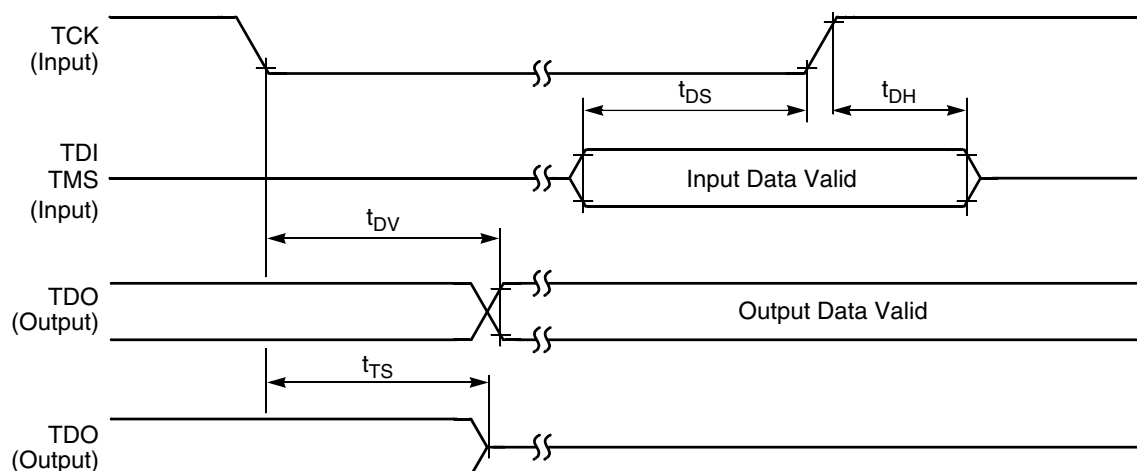 TCK
(Input)
t_DS
t_DH
TDI
TMS
(Input)
Input Data Valid
t_DV
TDO
(Output)
Output Data Valid
t_TS
TDO
(Output)